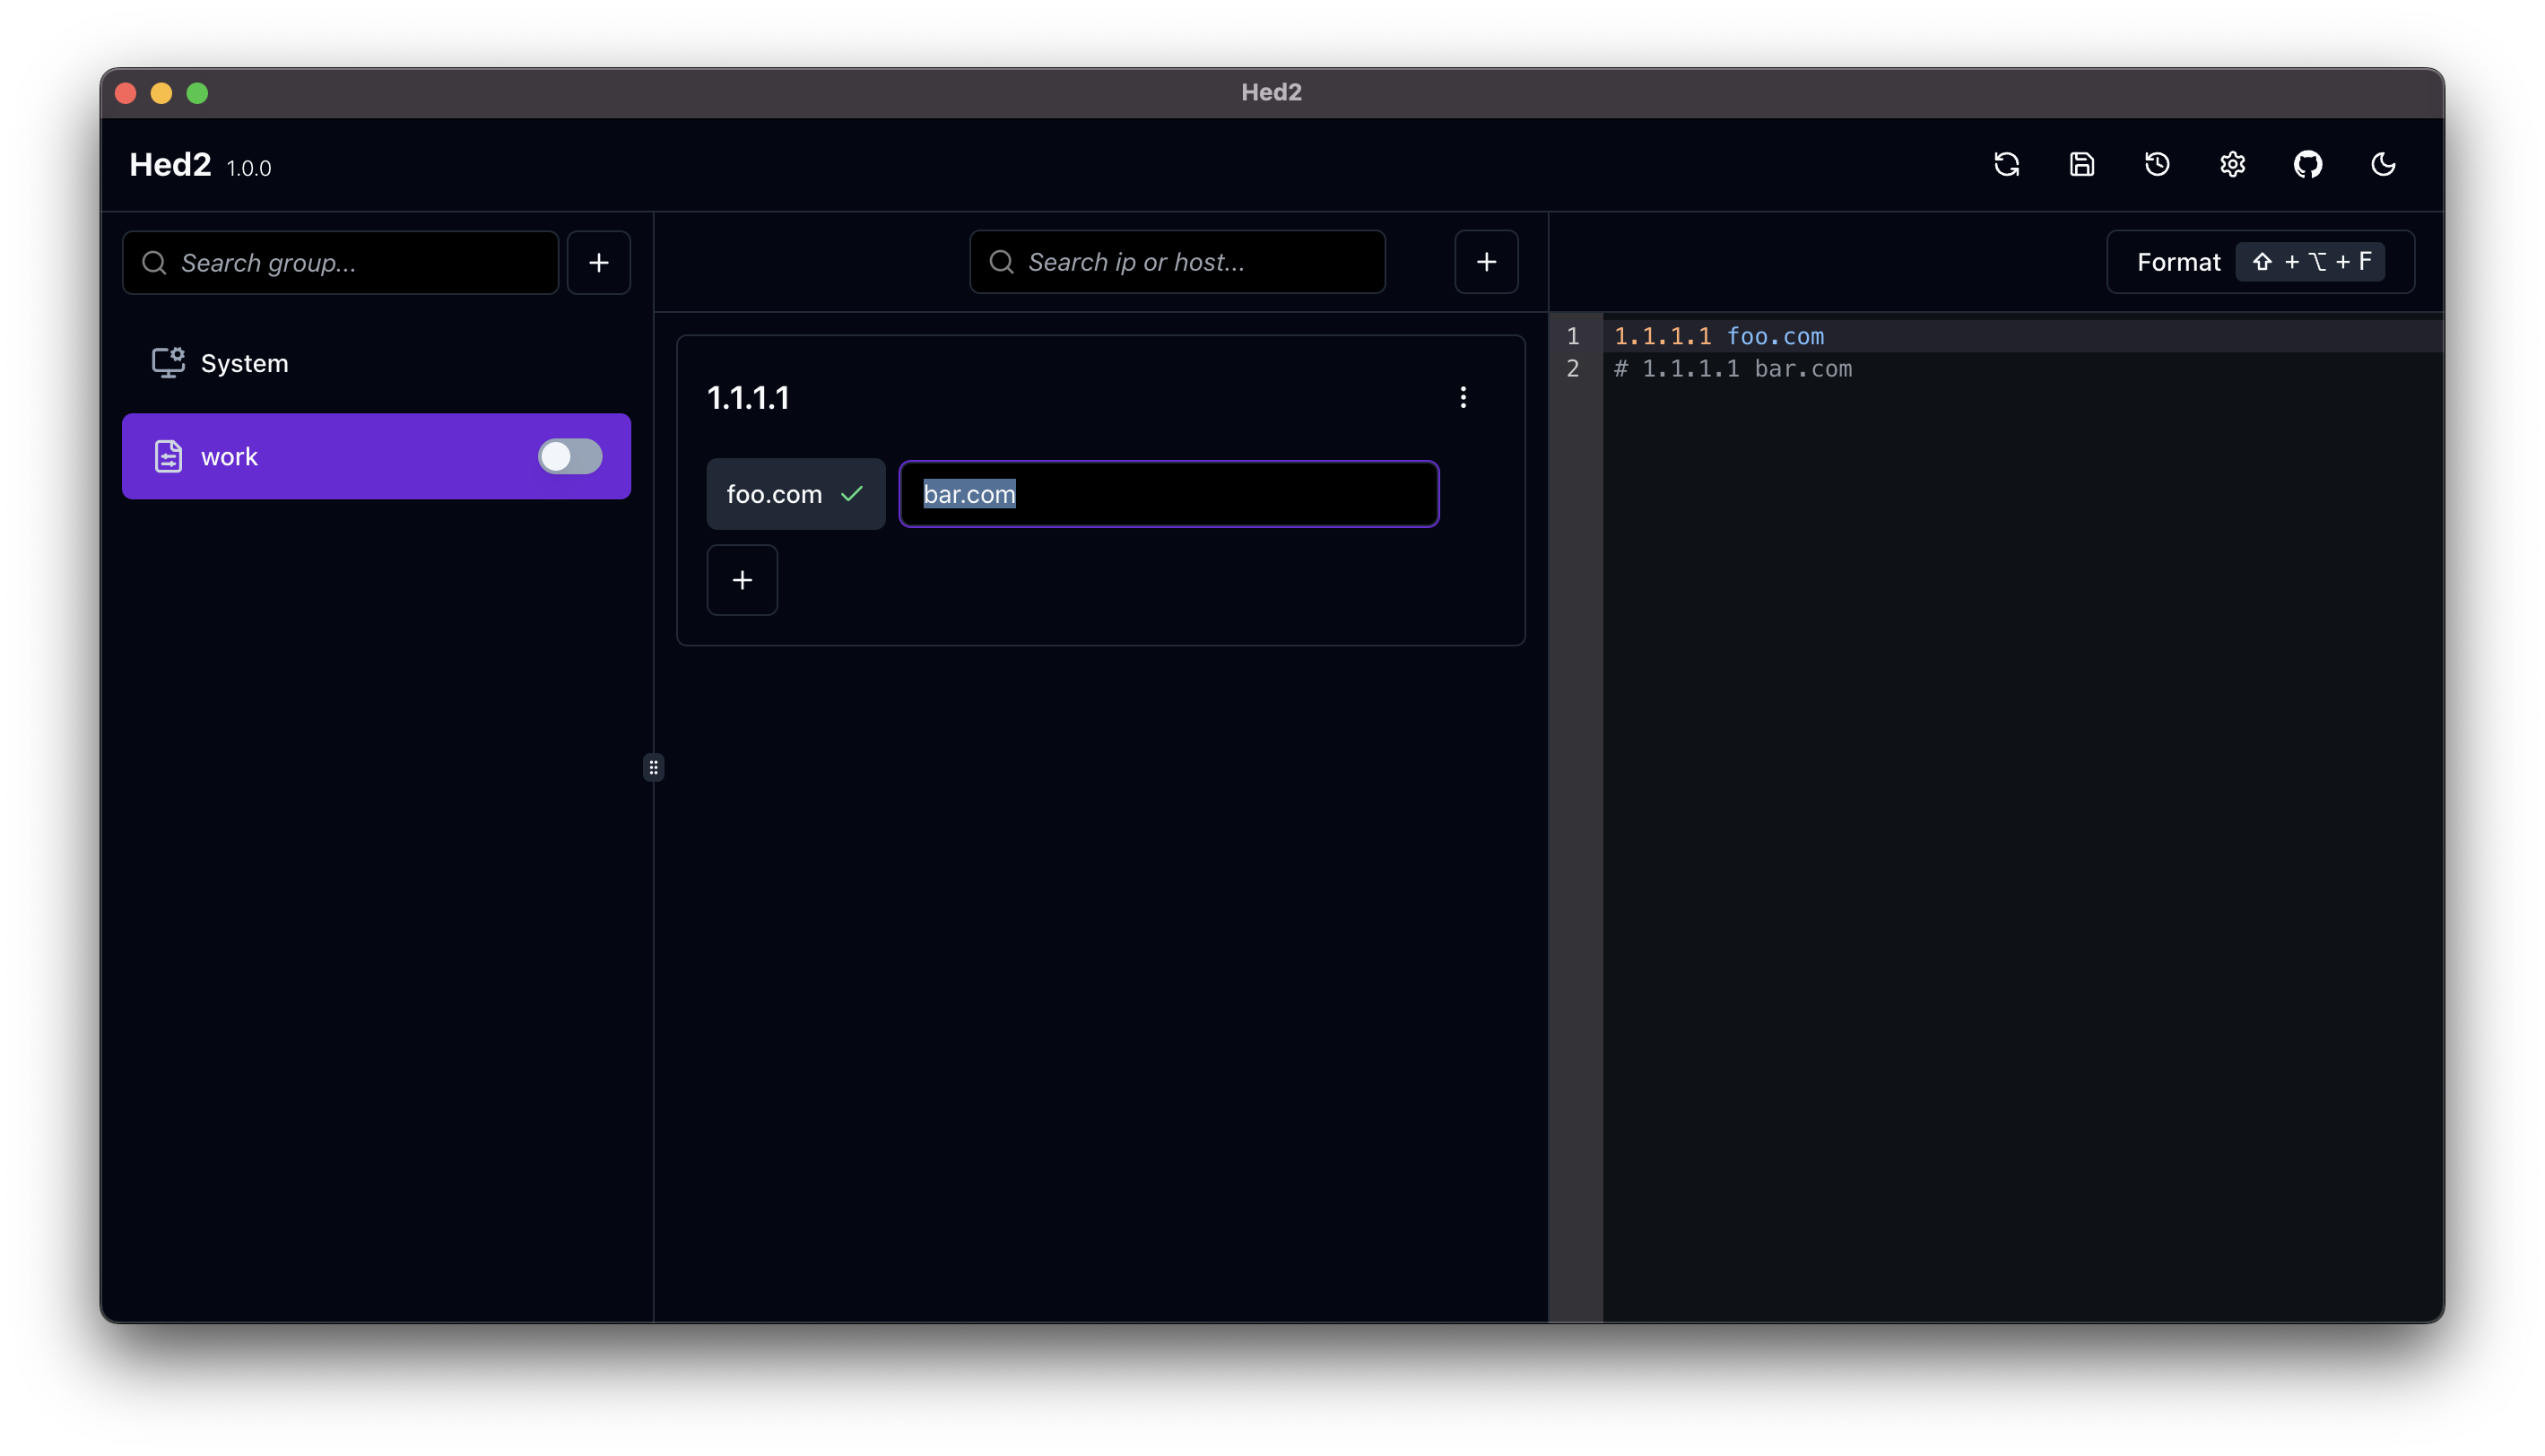 Hed2
Hed2 1.0.0
Search group...
System
work
Search ip or host...
1.1.1.1
foo.com
bar.com
Format ⇧ + ⌥ + F
1 1.1.1.1 foo.com
2 # 1.1.1.1 bar.com